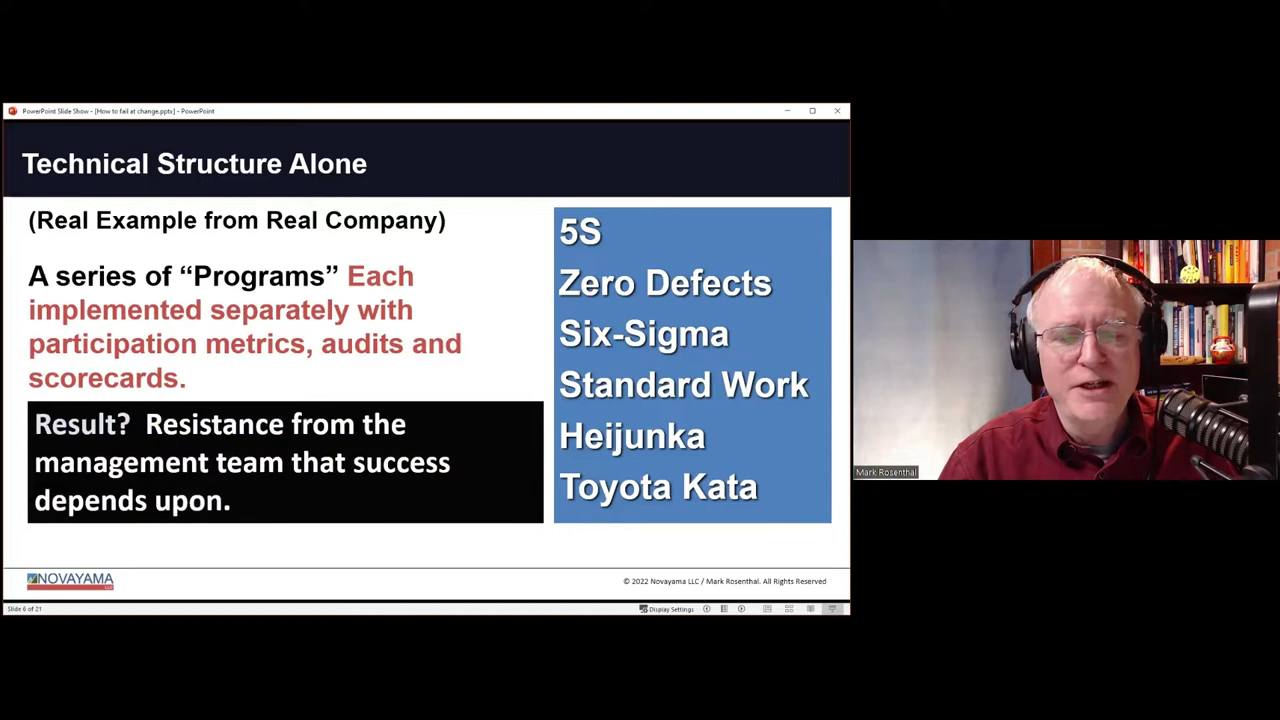 PowerPoint Slide Show - [How to fail at change.pptx] - PowerPoint
Technical Structure Alone
(Real Example from Real Company)
A series of “Programs” Each
implemented separately with
participation metrics, audits and
scorecards.
Result?  Resistance from the
management team that success
depends upon.
5S
Zero Defects
Six-Sigma
Standard Work
Heijunka
Toyota Kata
NOVAYAMA
LLC
© 2022 Novayama LLC / Mark Rosenthal. All Rights Reserved
Slide 6 of 21
Display Settings
Mark Rosenthal